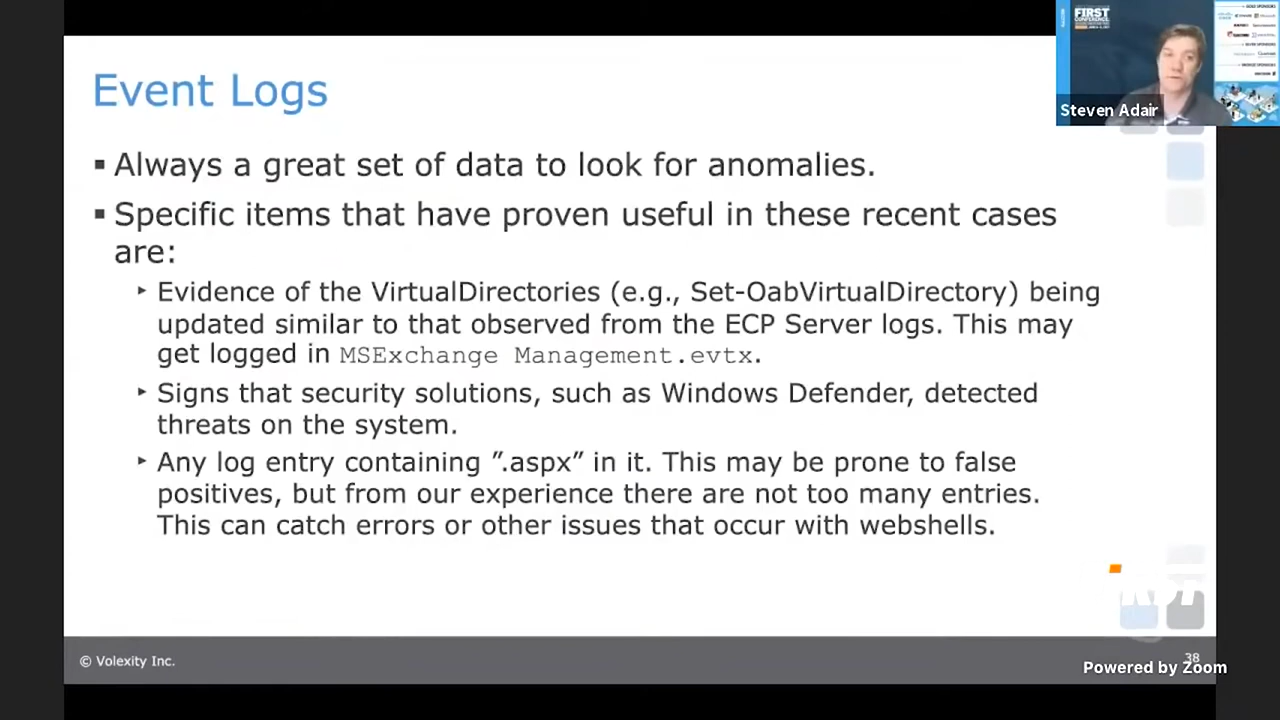 Event Logs
▪ Always a great set of data to look for anomalies.
▪ Specific items that have proven useful in these recent cases
are:
‣ Evidence of the VirtualDirectories (e.g., Set-OabVirtualDirectory) being
updated similar to that observed from the ECP Server logs. This may
get logged in MSExchange Management.evtx.
‣ Signs that security solutions, such as Windows Defender, detected
threats on the system.
‣ Any log entry containing ”.aspx” in it. This may be prone to false
positives, but from our experience there are not too many entries.
This can catch errors or other issues that occur with webshells.
© Volexity Inc.
38
Powered by Zoom
FIRST
CONFERENCE
Steven Adair